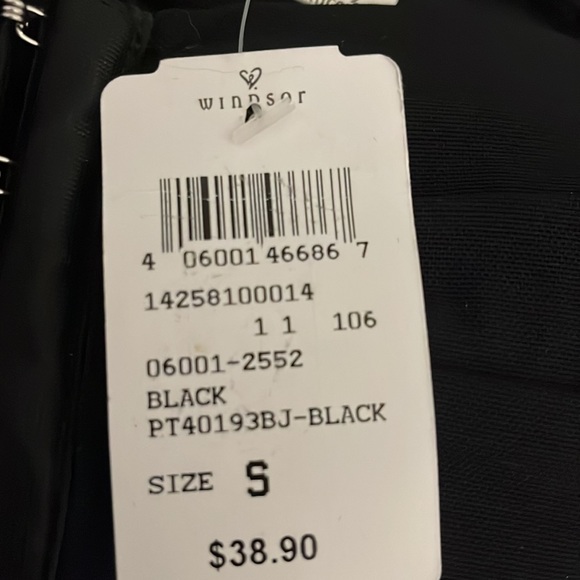 WINDSOR
4 06001 46686 7
14258100014
1 1 106
06001-2552
BLACK
PT40193BJ-BLACK
SIZE S
$38.90